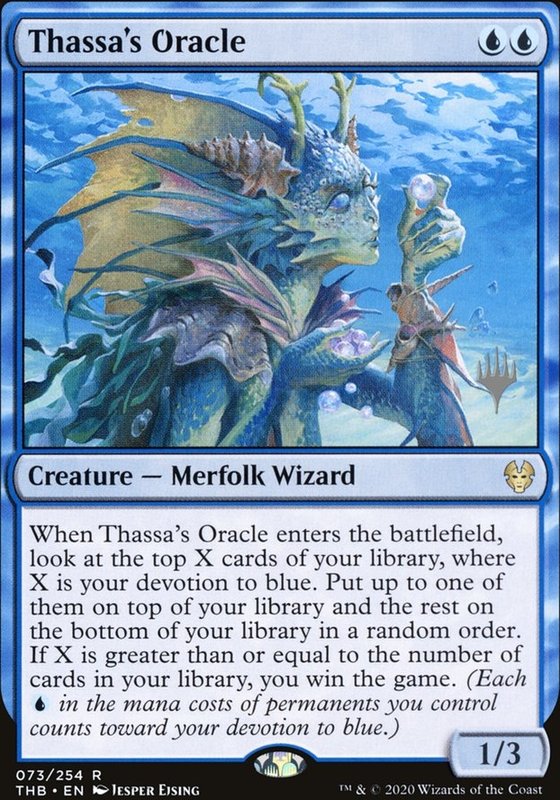 Thassa's Oracle
Creature — Merfolk Wizard
When Thassa's Oracle enters the battlefield,
look at the top X cards of your library, where
X is your devotion to blue. Put up to one of
them on top of your library and the rest on
the bottom of your library in a random order.
If X is greater than or equal to the number of
cards in your library, you win the game. (Each
in the mana costs of permanents you control
counts toward your devotion to blue.)
1/3
073/254 R
THB • EN Jesper Eising
™ & © 2020 Wizards of the Coast